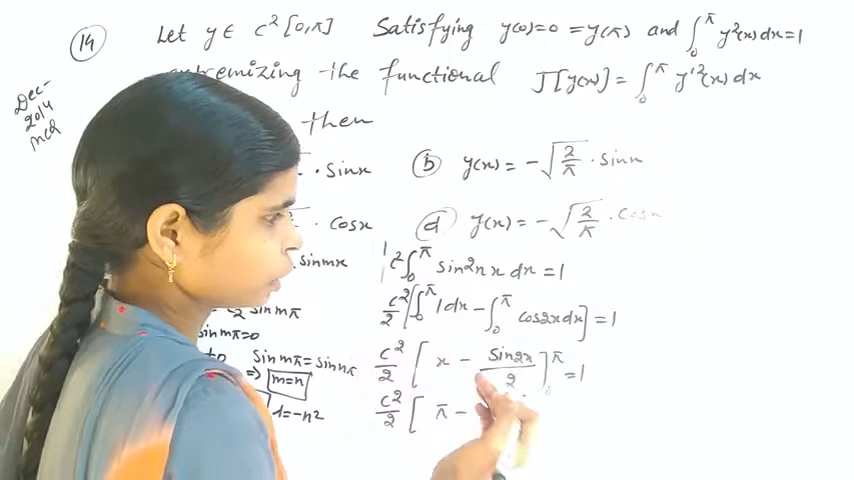 (14) Let y ∈ c²[0,π] Satisfying y(0)=0=y(π) and ∫₀^π y²(x)dx=1
Dec-2014 MCQ
extremizing the functional J[y(x)] = ∫₀^π y'²(x)dx
then
· sinx (b) y(x) = -√(2/π) · sinx
· cosx (d) y(x) = -√(2/π) · cosx
sinmx c²∫₀^π sin2nx dx = 1
sinmπ c²/2 [∫₀^π 1dx - ∫₀^π cos2xdx] = 1
sinmπ=0
to sinmπ = sinnπ c²/2 [x - sin2x/2]₀^π = 1
⇒ m=n
λ=-n² c²/2 [π -